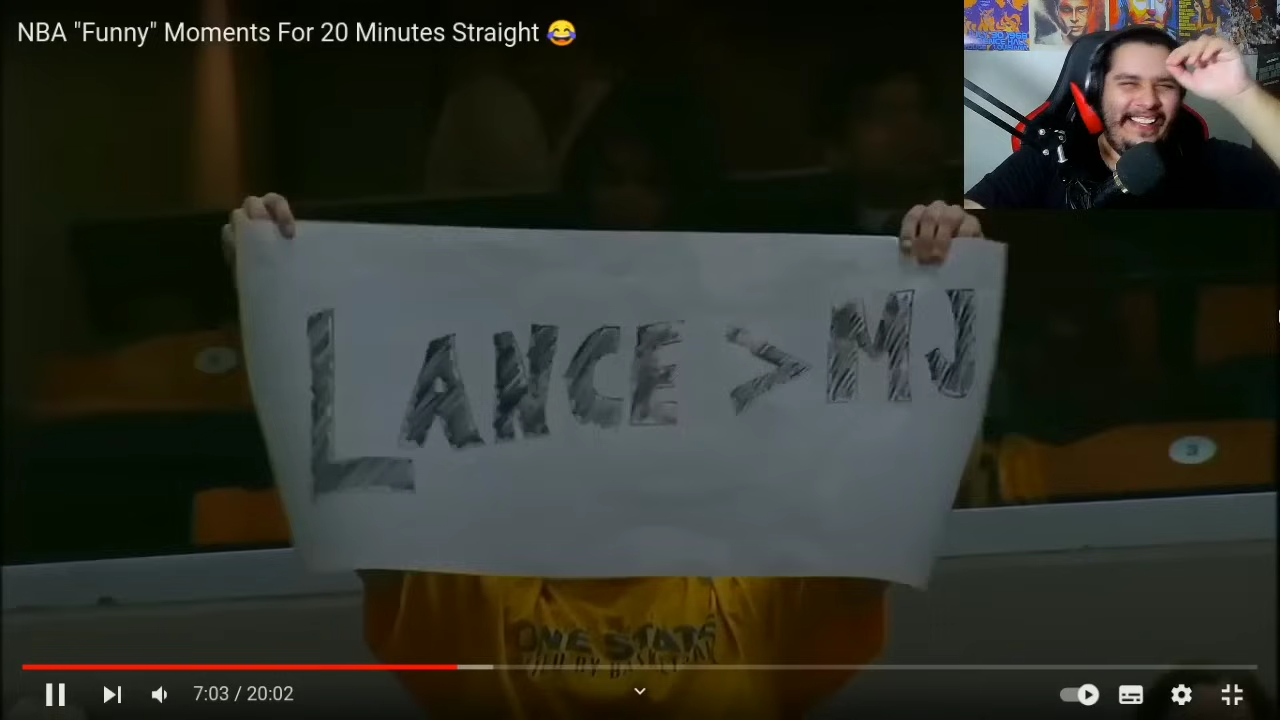 NBA "Funny" Moments For 20 Minutes Straight 😂
LANCE > MJ
ONE STATE
7:03 / 20:02